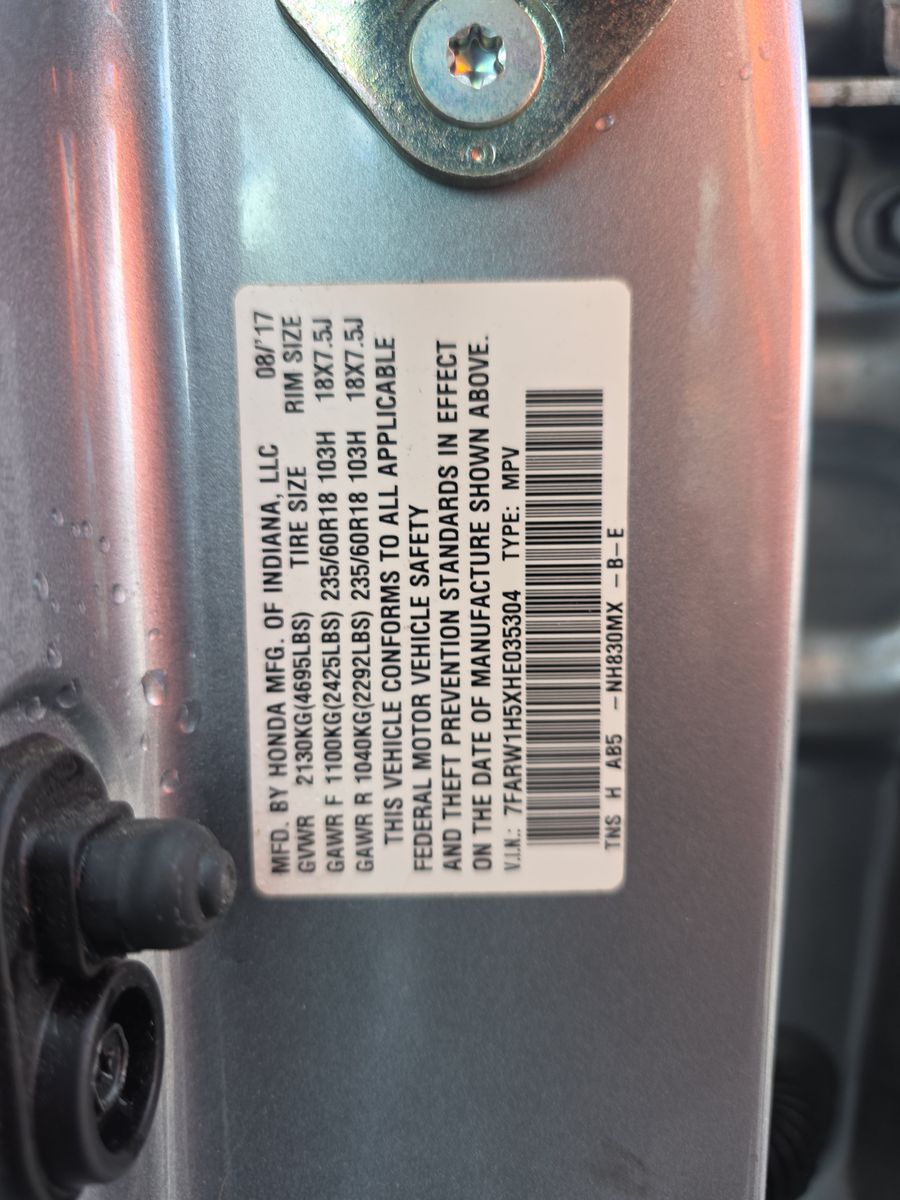 MFD. BY HONDA MFG. OF INDIANA, LLC 08/'17
GVWR 2130KG(4695LBS) TIRE SIZE RIM SIZE
GAWR F 1100KG(2425LBS) 235/60R18 103H 18X7.5J
GAWR R 1040KG(2292LBS) 235/60R18 103H 18X7.5J
THIS VEHICLE CONFORMS TO ALL APPLICABLE
FEDERAL MOTOR VEHICLE SAFETY
AND THEFT PREVENTION STANDARDS IN EFFECT
ON THE DATE OF MANUFACTURE SHOWN ABOVE.
V.I.N.: 7FARW1H5XHE035304 TYPE: MPV
TNS H AB5 -NH830MX -B-E